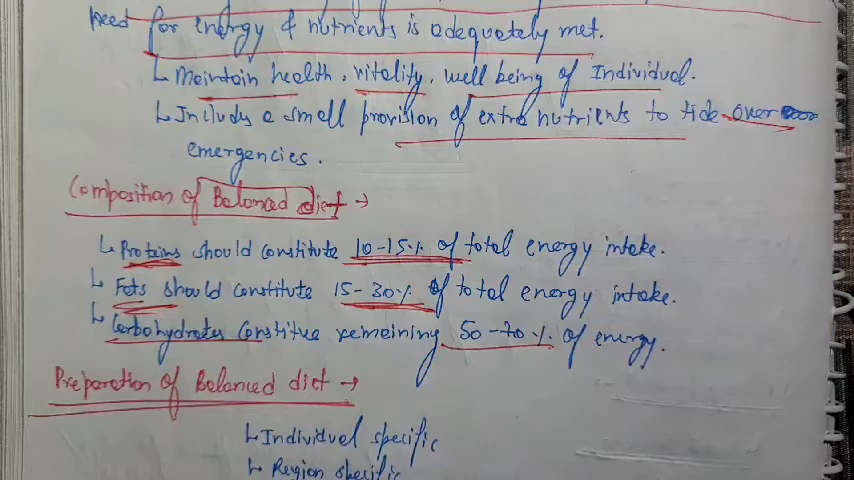 need for energy & nutrients is adequately met.
↳ Maintain health, vitality, well being of Individual.
↳ Includes a small provision of extra nutrients to tide over
emergencies.
Composition of Balanced diet →
↳ Proteins should constitute 10-15% of total energy intake.
↳ Fats should constitute 15-30% of total energy intake.
↳ Carbohydrates constitue remaining 50-70% of energy.
Preparation of Balanced diet →
↳ Individual specific
↳ Region specific